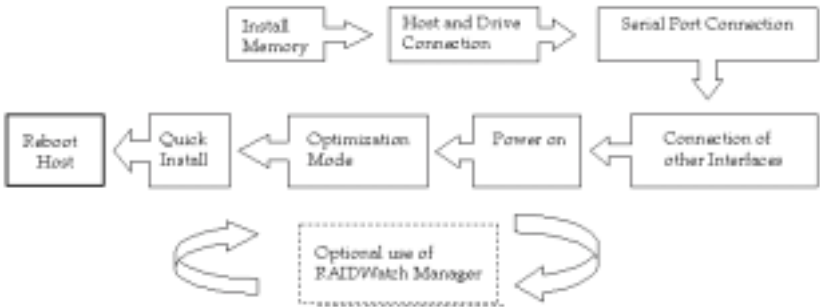 Install
Memory
Host and Drive
Connection
Serial Port Connection
Connection of
other Interfaces
Power on
Optimization
Mode
Quick
Install
Reboot
Host
Optional use of
RAIDWatch Manager